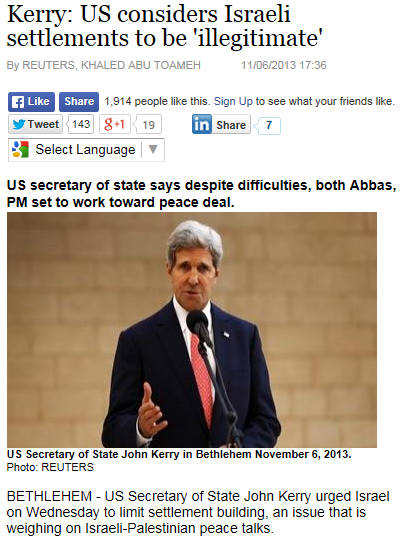 Kerry: US considers Israeli
settlements to be 'illegitimate'
By REUTERS, KHALED ABU TOAMEH 11/06/2013 17:36
Like Share 1,914 people like this. Sign Up to see what your friends like.
Tweet 143 g+1 19 in Share 7
Select Language ▼
US secretary of state says despite difficulties, both Abbas,
PM set to work toward peace deal.
US Secretary of State John Kerry in Bethlehem November 6, 2013.
Photo: REUTERS
BETHLEHEM - US Secretary of State John Kerry urged Israel
on Wednesday to limit settlement building, an issue that is
weighing on Israeli-Palestinian peace talks.